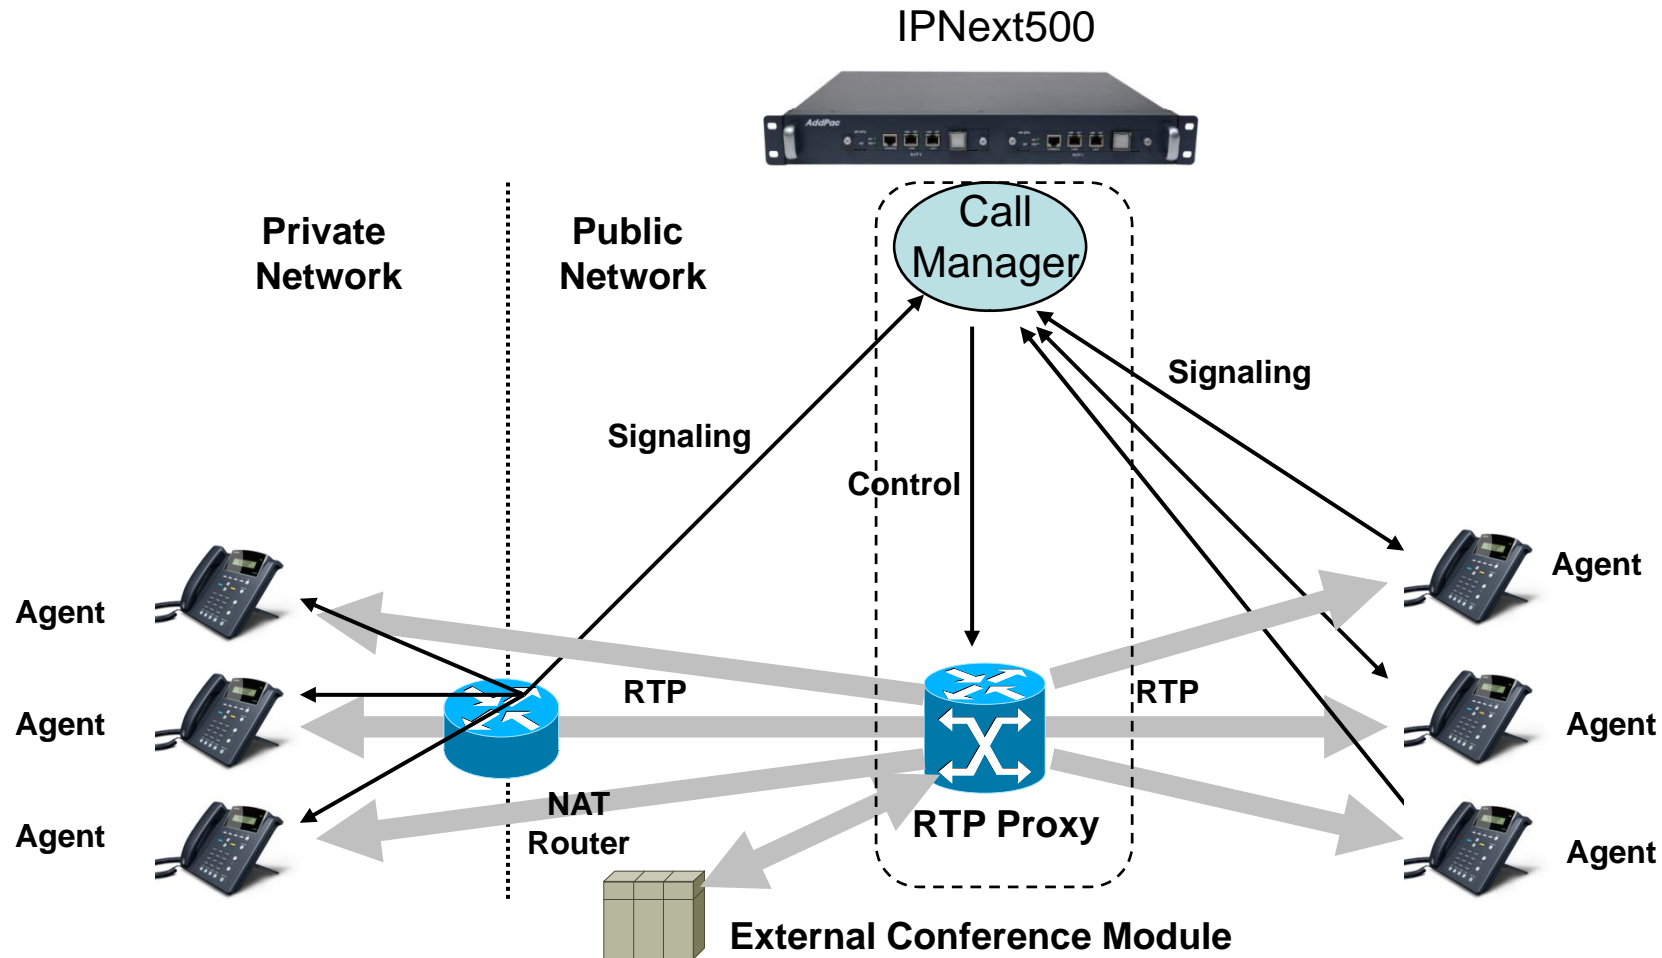 IPNext500
AddPac
Private
Network
Public
Network
Call
Manager
Signaling
Signaling
Control
Agent
Agent
Agent
Agent
Agent
Agent
RTP
RTP
NAT
Router
RTP Proxy
External Conference Module